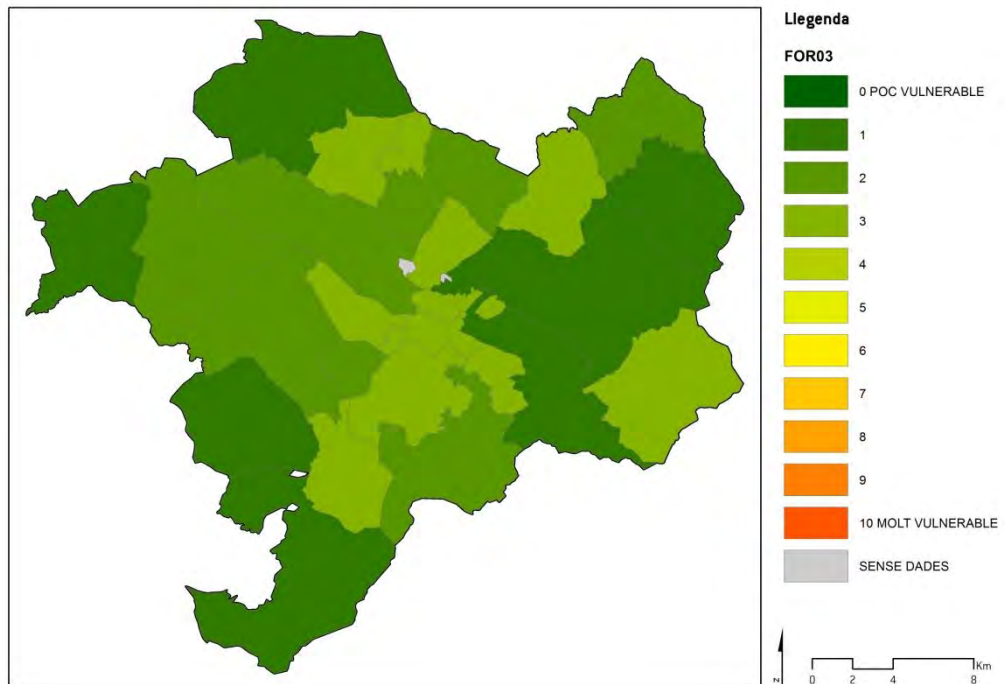 Llegenda
FOR03
0 POC VULNERABLE
1
2
3
4
5
6
7
8
9
10 MOLT VULNERABLE
SENSE DADES
N
Km
0 2 4 8